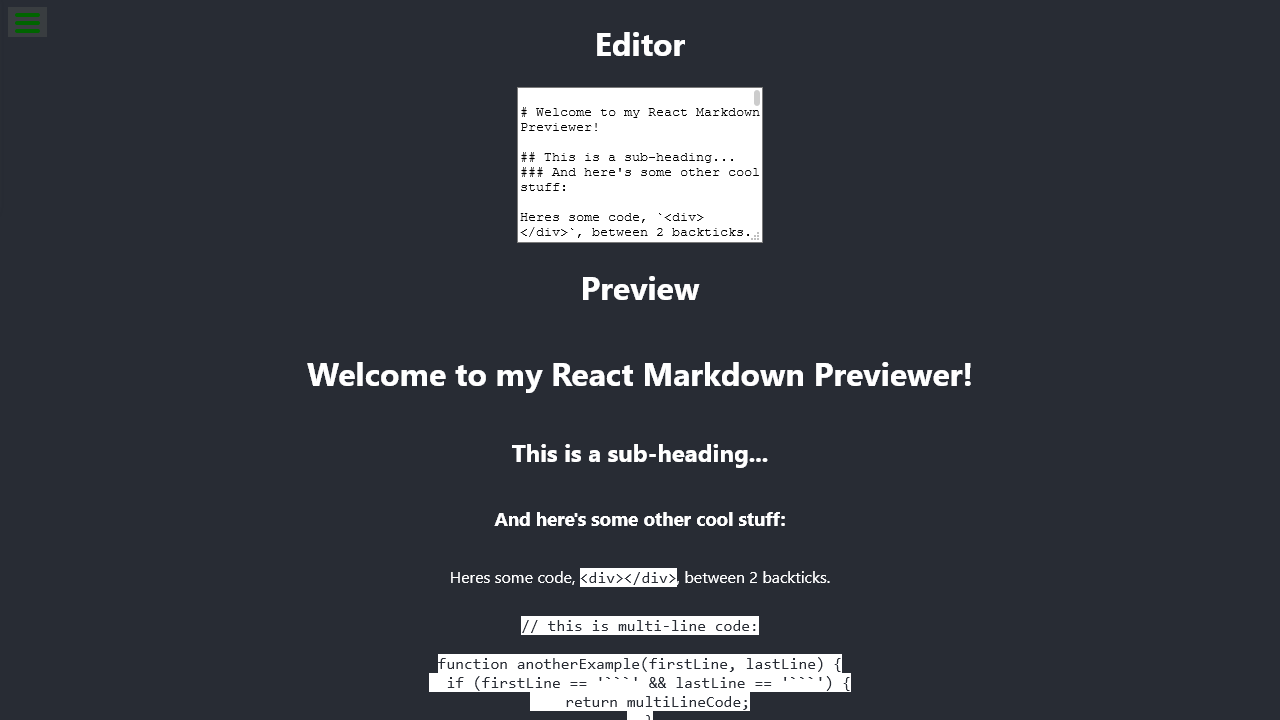 Editor
# Welcome to my React Markdown
Previewer!
## This is a sub-heading...
### And here's some other cool
stuff:
Heres some code, `<div>
</div>`, between 2 backticks.
Preview
Welcome to my React Markdown Previewer!
This is a sub-heading...
And here's some other cool stuff:
Heres some code, <div></div>, between 2 backticks.
// this is multi-line code:
function anotherExample(firstLine, lastLine) {
if (firstLine == '```' && lastLine == '```') {
return multiLineCode;
}